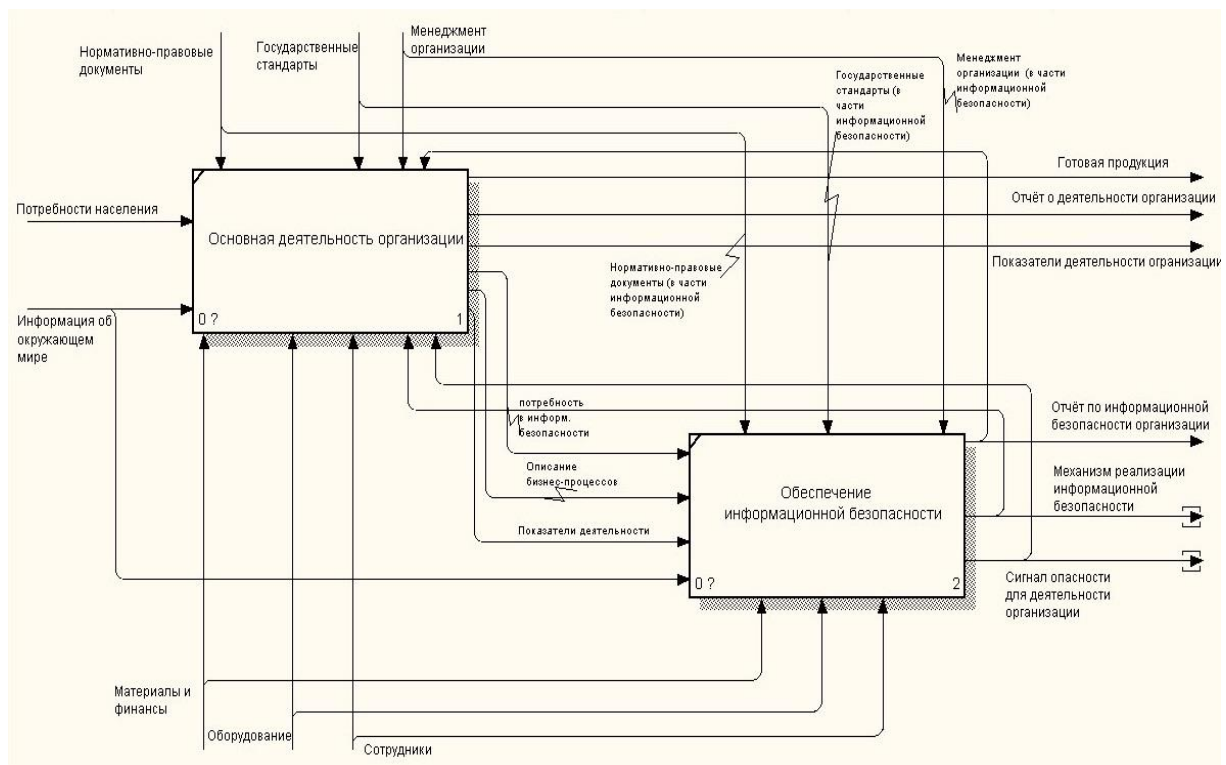 Нормативно-правовые
документы
Государственные
стандарты
Менеджмент
организации
Государственные
стандарты (в
части
информационной
безопасности)
Менеджмент
организации (в части
информационной
безопасности)
Потребности населения
Основная деятельность организации
0 ?
1
Готовая продукция
Отчёт о деятельности организации
Показатели деятельности огранизации
Нормативно-правовые
документы (в части
информационной
безопасности)
Информация об
окружающем
мире
потребность
в информ.
безопасности
Описание
бизнес-процессов
Показатели деятельности
Обеспечение
информационной безопасности
0 ?
2
Отчёт по информационной
безопасности организации
Механизм реализации
информационной
безопасности
Сигнал опасности
для деятельности
организации
Материалы и
финансы
Оборудование
Сотрудники